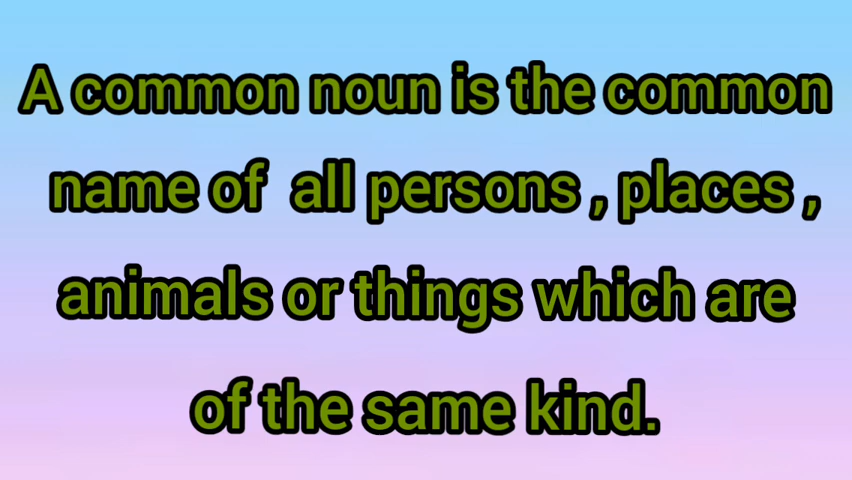 A common noun is the common
name of all persons , places ,
animals or things which are
of the same kind.